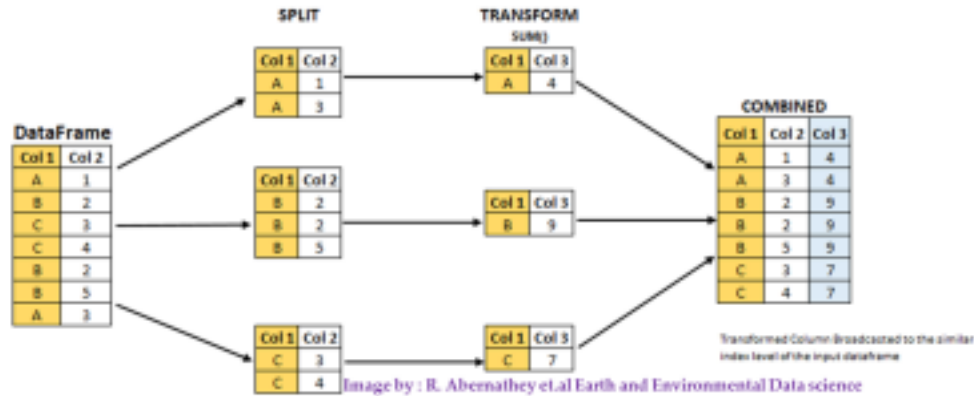 SPLIT
TRANSFORM
SUM()
Col 1 Col 2
A 1
A 3
Col 1 Col 3
A 4
DataFrame
Col 1 Col 2
A 1
B 2
C 3
C 4
B 2
B 5
A 3
Col 1 Col 2
B 2
B 2
B 5
Col 1 Col 3
B 9
COMBINED
Col 1 Col 2 Col 3
A 1 4
A 3 4
B 2 9
B 2 9
B 5 9
C 3 7
C 4 7
Col 1 Col 2
C 3
C 4
Col 1 Col 3
C 7
Transformed Column Broadcasted to the similar
index level of the input dataframe
Image by : R. Abernathey et.al Earth and Environmental Data science